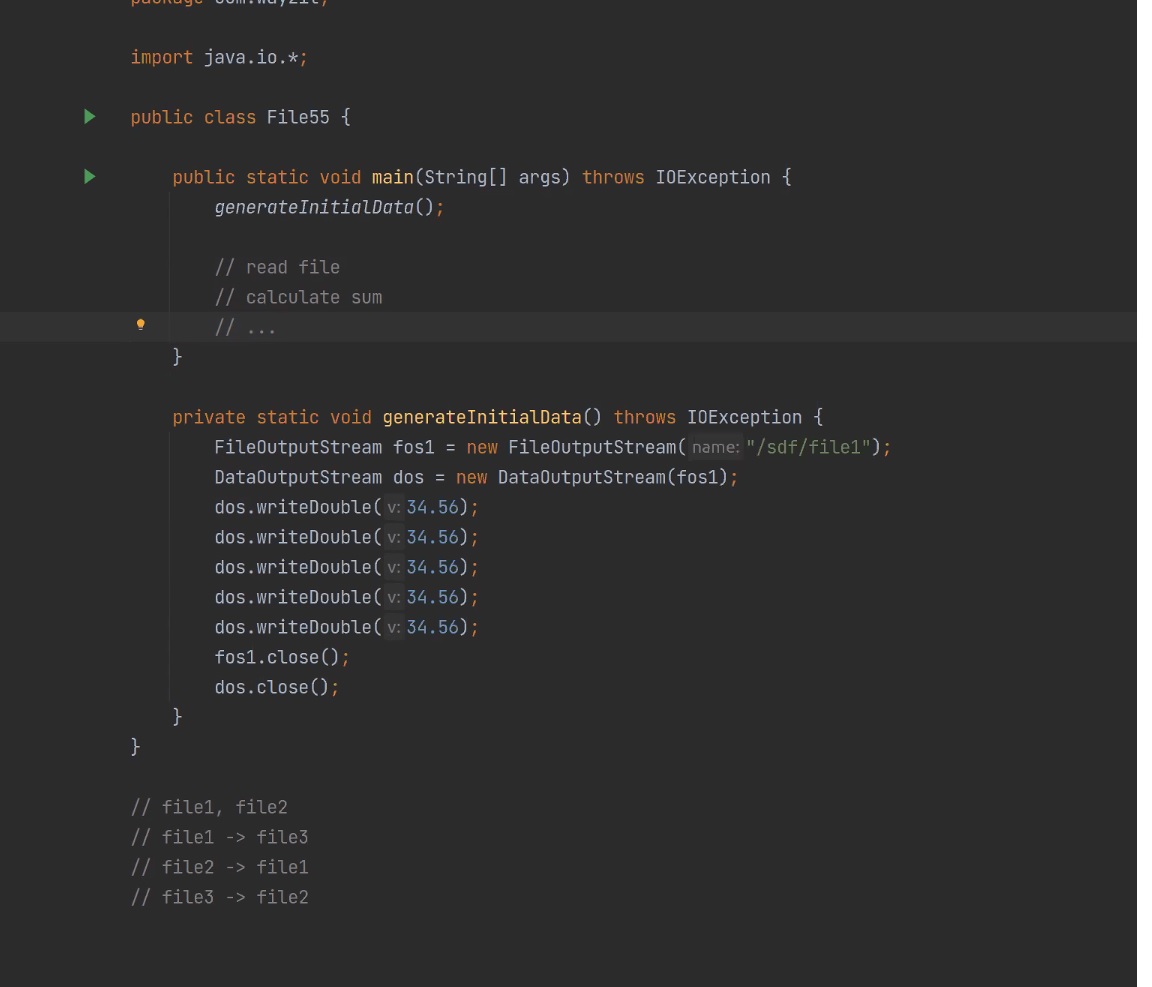 import java.io.*;
public class File55 {
public static void main(String[] args) throws IOException {
generateInitialData();
// read file
// calculate sum
// ...
}
private static void generateInitialData() throws IOException {
FileOutputStream fos1 = new FileOutputStream( name: "/sdf/file1");
DataOutputStream dos = new DataOutputStream(fos1);
dos.writeDouble( v: 34.56);
dos.writeDouble( v: 34.56);
dos.writeDouble( v: 34.56);
dos.writeDouble( v: 34.56);
dos.writeDouble( v: 34.56);
fos1.close();
dos.close();
}
}
// file1, file2
// file1 -> file3
// file2 -> file1
// file3 -> file2